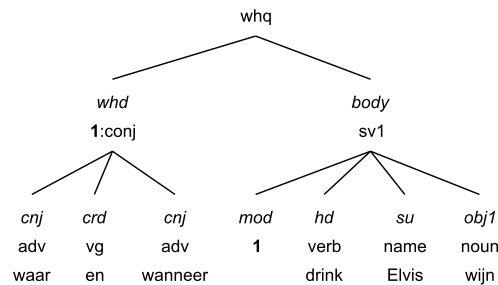 whq
whd body
1:conj sv1
cnj crd cnj mod hd su obj1
adv vg adv 1 verb name noun
waar en wanneer drink Elvis wijn